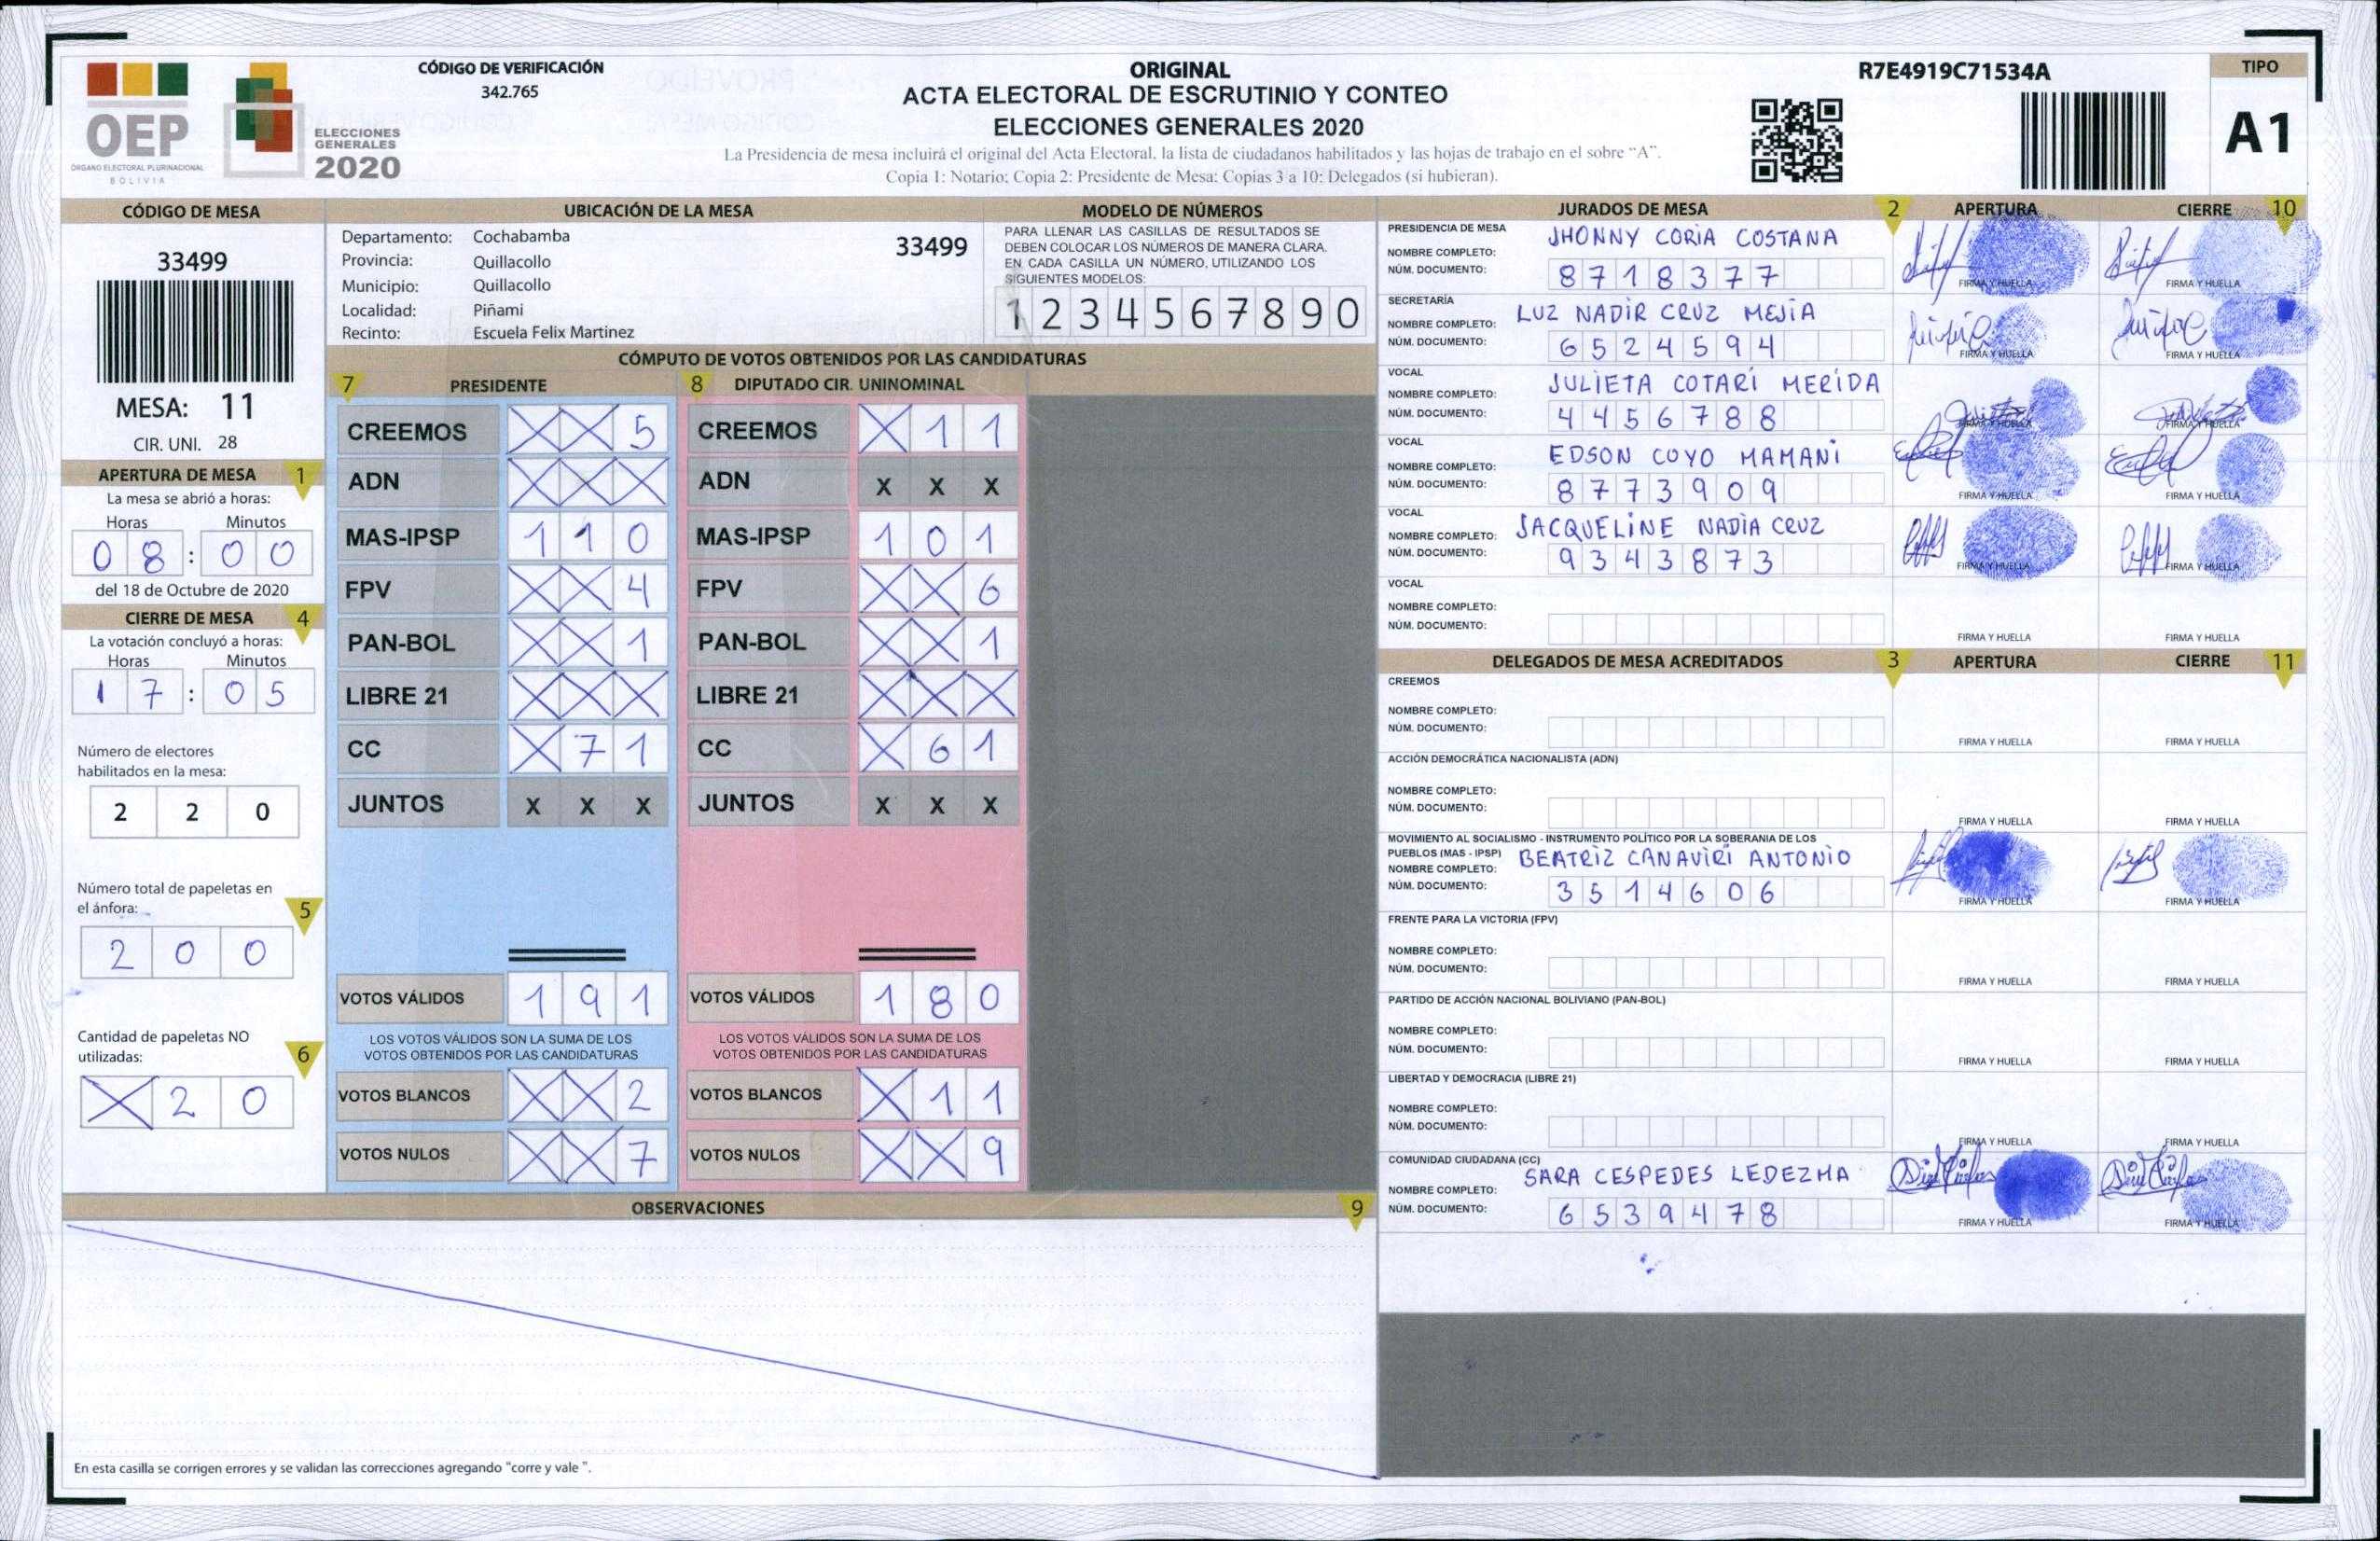 OEP
ÓRGANO ELECTORAL PLURINACIONAL
BOLIVIA
ELECCIONES
GENERALES
2020
CÓDIGO DE VERIFICACIÓN
342.765
ORIGINAL
ACTA ELECTORAL DE ESCRUTINIO Y CONTEO
ELECCIONES GENERALES 2020
La Presidencia de mesa incluirá el original del Acta Electoral, la lista de ciudadanos habilitados y las hojas de trabajo en el sobre "A".
Copia 1: Notario; Copia 2: Presidente de Mesa: Copias 3 a 10: Delegados (si hubieran).
R7E4919C71534A
TIPO
A1
CÓDIGO DE MESA
33499
MESA: 11
CIR. UNI. 28
APERTURA DE MESA 1
La mesa se abrió a horas:
Horas Minutos
08:00
del 18 de Octubre de 2020
CIERRE DE MESA 4
La votación concluyó a horas:
Horas Minutos
17:05
Número de electores
habilitados en la mesa:
2 2 0
Número total de papeletas en
el ánfora: 5
2 0 0
Cantidad de papeletas NO
utilizadas: 6
X 2 0
UBICACIÓN DE LA MESA
Departamento: Cochabamba 33499
Provincia: Quillacollo
Municipio: Quillacollo
Localidad: Piñami
Recinto: Escuela Felix Martinez
MODELO DE NÚMEROS
PARA LLENAR LAS CASILLAS DE RESULTADOS SE
DEBEN COLOCAR LOS NÚMEROS DE MANERA CLARA.
EN CADA CASILLA UN NÚMERO, UTILIZANDO LOS
SIGUIENTES MODELOS:
1 2 3 4 5 6 7 8 9 0
CÓMPUTO DE VOTOS OBTENIDOS POR LAS CANDIDATURAS
7 PRESIDENTE 8 DIPUTADO CIR. UNINOMINAL
CREEMOS X X 5 CREEMOS X 1 1
ADN X X X ADN X X X
MAS-IPSP 1 1 0 MAS-IPSP 1 0 1
FPV X X 4 FPV X X 6
PAN-BOL X X 1 PAN-BOL X X 1
LIBRE 21 X X X LIBRE 21 X X X
CC X 7 1 CC X 6 1
JUNTOS X X X JUNTOS X X X
VOTOS VÁLIDOS 1 9 1 VOTOS VÁLIDOS 1 8 0
LOS VOTOS VÁLIDOS SON LA SUMA DE LOS LOS VOTOS VÁLIDOS SON LA SUMA DE LOS
VOTOS OBTENIDOS POR LAS CANDIDATURAS VOTOS OBTENIDOS POR LAS CANDIDATURAS
VOTOS BLANCOS X X 2 VOTOS BLANCOS X 1 1
VOTOS NULOS X X 7 VOTOS NULOS X X 9
OBSERVACIONES 9
En esta casilla se corrigen errores y se validan las correcciones agregando "corre y vale ".
JURADOS DE MESA 2 APERTURA CIERRE 10
PRESIDENCIA DE MESA
NOMBRE COMPLETO: JHONNY CORIA COSTANA
NÚM. DOCUMENTO: 8718377
FIRMA Y HUELLA FIRMA Y HUELLA
SECRETARÍA
NOMBRE COMPLETO: LUZ NADIR CRUZ MEJIA
NÚM. DOCUMENTO: 6524594
FIRMA Y HUELLA FIRMA Y HUELLA
VOCAL
NOMBRE COMPLETO: JULIETA COTARI MERIDA
NÚM. DOCUMENTO: 4456788
FIRMA Y HUELLA FIRMA Y HUELLA
VOCAL
NOMBRE COMPLETO: EDSON COYO MAMANI
NÚM. DOCUMENTO: 8773909
FIRMA Y HUELLA FIRMA Y HUELLA
VOCAL
NOMBRE COMPLETO: JACQUELINE NADIA CRUZ
NÚM. DOCUMENTO: 9343873
FIRMA Y HUELLA FIRMA Y HUELLA
VOCAL
NOMBRE COMPLETO:
NÚM. DOCUMENTO:
FIRMA Y HUELLA FIRMA Y HUELLA
DELEGADOS DE MESA ACREDITADOS 3 APERTURA CIERRE 11
CREEMOS
NOMBRE COMPLETO:
NÚM. DOCUMENTO:
FIRMA Y HUELLA FIRMA Y HUELLA
ACCIÓN DEMOCRÁTICA NACIONALISTA (ADN)
NOMBRE COMPLETO:
NÚM. DOCUMENTO:
FIRMA Y HUELLA FIRMA Y HUELLA
MOVIMIENTO AL SOCIALISMO - INSTRUMENTO POLÍTICO POR LA SOBERANIA DE LOS
PUEBLOS (MAS - IPSP)
NOMBRE COMPLETO: BEATRIZ CANAVIRI ANTONIO
NÚM. DOCUMENTO: 3514606
FIRMA Y HUELLA FIRMA Y HUELLA
FRENTE PARA LA VICTORIA (FPV)
NOMBRE COMPLETO:
NÚM. DOCUMENTO:
FIRMA Y HUELLA FIRMA Y HUELLA
PARTIDO DE ACCIÓN NACIONAL BOLIVIANO (PAN-BOL)
NOMBRE COMPLETO:
NÚM. DOCUMENTO:
FIRMA Y HUELLA FIRMA Y HUELLA
LIBERTAD Y DEMOCRACIA (LIBRE 21)
NOMBRE COMPLETO:
NÚM. DOCUMENTO:
FIRMA Y HUELLA FIRMA Y HUELLA
COMUNIDAD CIUDADANA (CC)
NOMBRE COMPLETO: SARA CESPEDES LEDEZMA
NÚM. DOCUMENTO: 6539478
FIRMA Y HUELLA FIRMA Y HUELLA